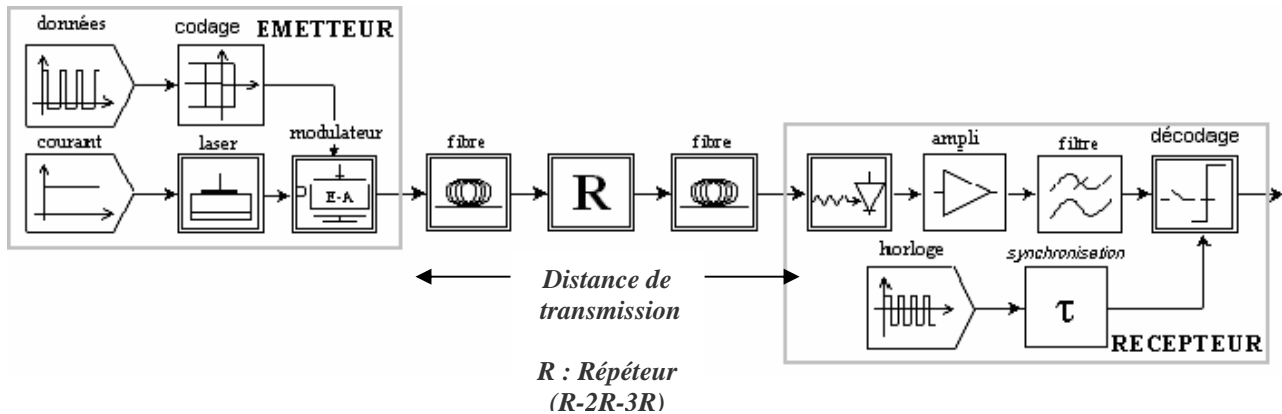 données
codage
EMETTEUR
courant
laser
modulateur
E-A
fibre
R
fibre
ampli
filtre
décodage
horloge
synchronisation
τ
RECEPTEUR
Distance de
transmission
R : Répéteur
(R-2R-3R)